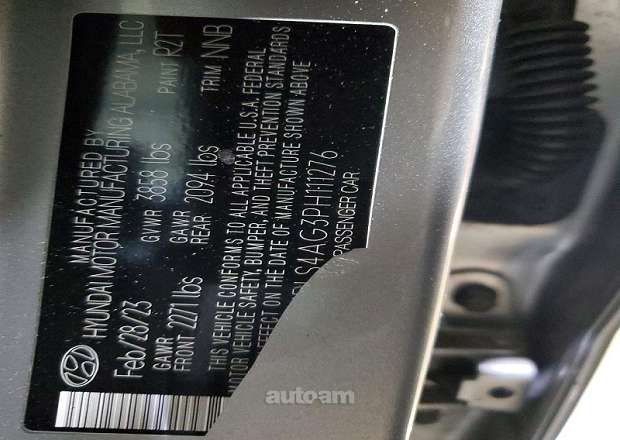 MANUFACTURED BY
HYUNDAI MOTOR MANUFACTURING ALABAMA, LLC
Feb/28/23 GVWR 3858 lbs PAINT R2T
GAWR FRONT 2271 lbs GAWR REAR 2094 lbs TRIM NNB
THIS VEHICLE CONFORMS TO ALL APPLICABLE U.S.A. FEDERAL
MOTOR VEHICLE SAFETY, BUMPER, AND THEFT PREVENTION STANDARDS
EFFECT ON THE DATE OF MANUFACTURE SHOWN ABOVE
LS4AG3PH111276
PASSENGER CAR
autoam